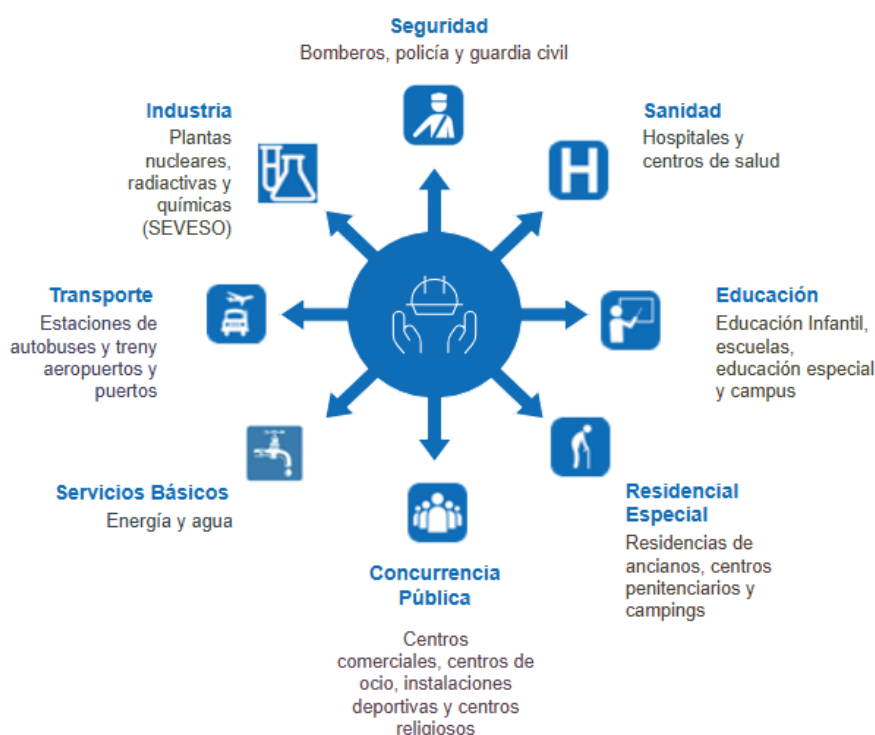 Seguridad
Bomberos, policía y guardia civil
Industria
Plantas
nucleares,
radiactivas y
químicas
(SEVESO)
Sanidad
Hospitales y
centros de salud
H
Transporte
Estaciones de
autobuses y treny
aeropuertos y
puertos
Educación
Educación Infantil,
escuelas,
educación especial
y campus
Servicios Básicos
Energía y agua
Residencial
Especial
Residencias de
ancianos, centros
penitenciarios y
campings
Concurrencia
Pública
Centros
comerciales, centros de
ocio, instalaciones
deportivas y centros
religiosos